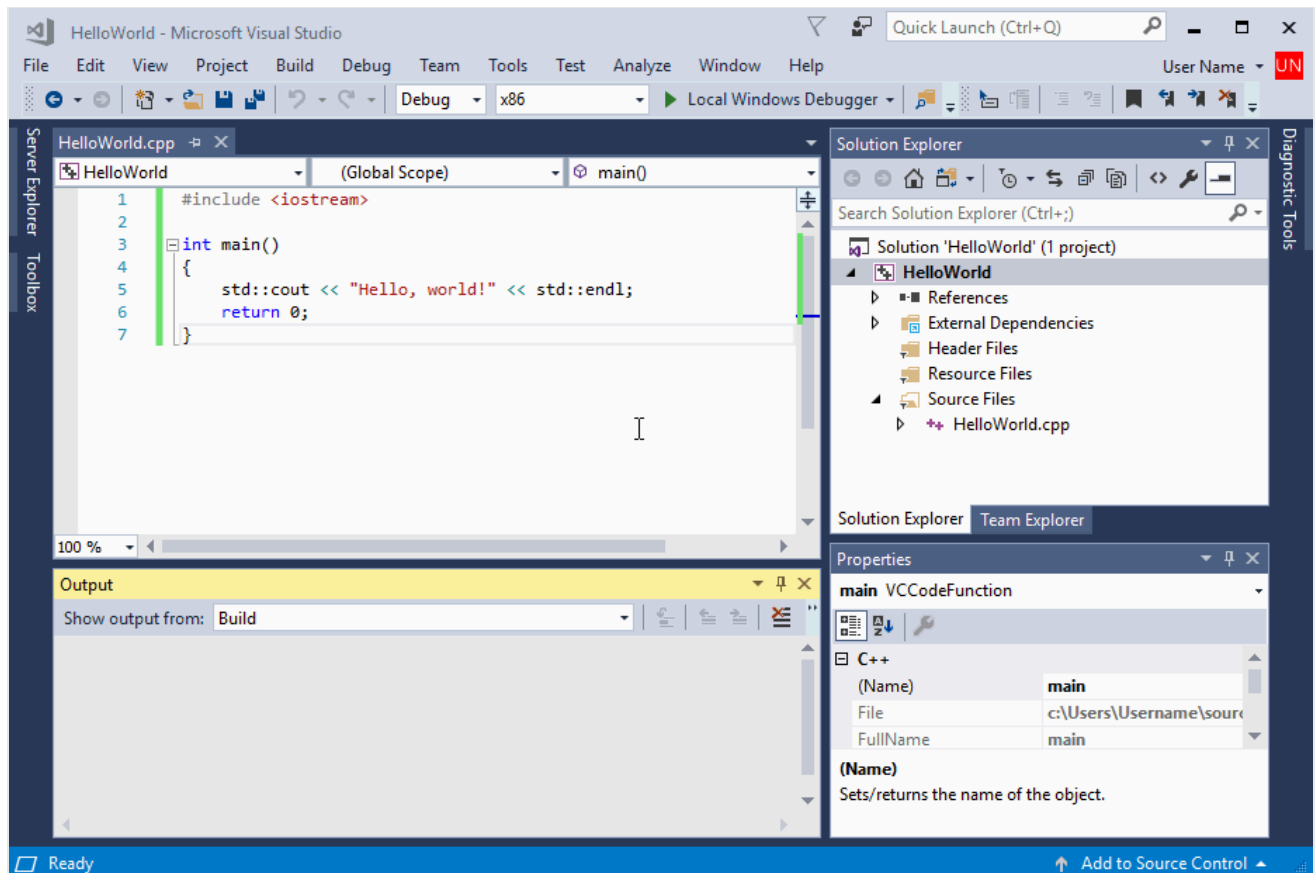 HelloWorld - Microsoft Visual Studio
Quick Launch (Ctrl+Q)
File Edit View Project Build Debug Team Tools Test Analyze Window Help
User Name UN
Debug x86 Local Windows Debugger
Server Explorer
Toolbox
HelloWorld.cpp
HelloWorld (Global Scope) main()
1 #include <iostream>
2
3 int main()
4 {
5 std::cout << "Hello, world!" << std::endl;
6 return 0;
7 }
100 %
Output
Show output from: Build
Solution Explorer
Search Solution Explorer (Ctrl+;)
Solution 'HelloWorld' (1 project)
HelloWorld
References
External Dependencies
Header Files
Resource Files
Source Files
HelloWorld.cpp
Solution Explorer Team Explorer
Properties
main VCCodeFunction
C++
(Name) main
File c:\Users\Username\sourc
FullName main
(Name)
Sets/returns the name of the object.
Diagnostic Tools
Ready
Add to Source Control